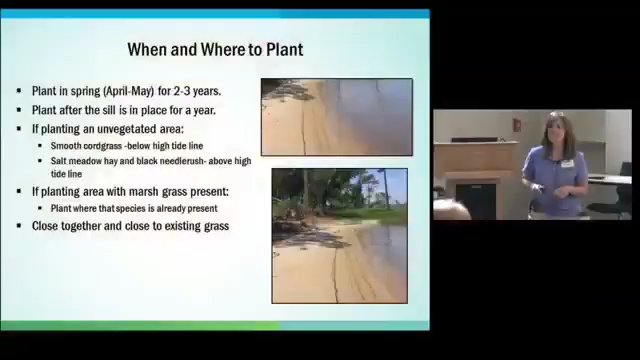 When and Where to Plant
Plant in spring (April-May) for 2-3 years.
Plant after the sill is in place for a year.
If planting an unvegetated area:
Smooth cordgrass -below high tide line
Salt meadow hay and black needlerush- above high
tide line
If planting area with marsh grass present:
Plant where that species is already present
Close together and close to existing grass